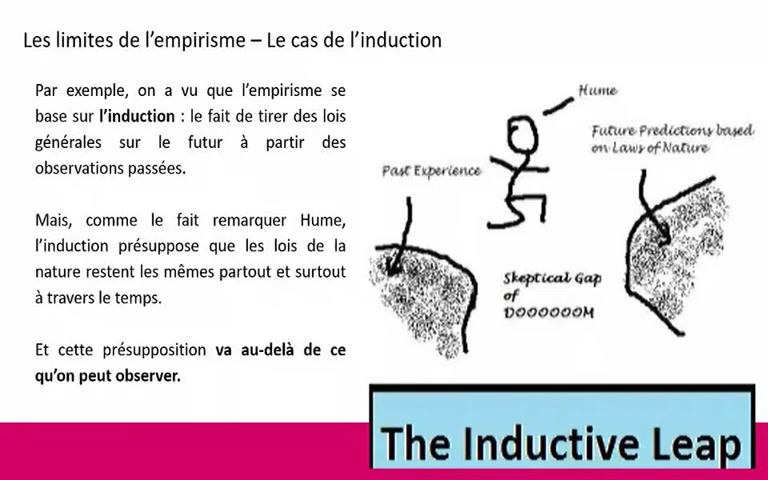 Les limites de l’empirisme – Le cas de l’induction
Par exemple, on a vu que l’empirisme se
base sur l’induction : le fait de tirer des lois
générales sur le futur à partir des
observations passées.
Mais, comme le fait remarquer Hume,
l’induction présuppose que les lois de la
nature restent les mêmes partout et surtout
à travers le temps.
Et cette présupposition va au-delà de ce
qu’on peut observer.
Hume
Future Predictions based
on Laws of Nature
Past Experience
Skeptical Gap
of
DOOOOOOM
The Inductive Leap